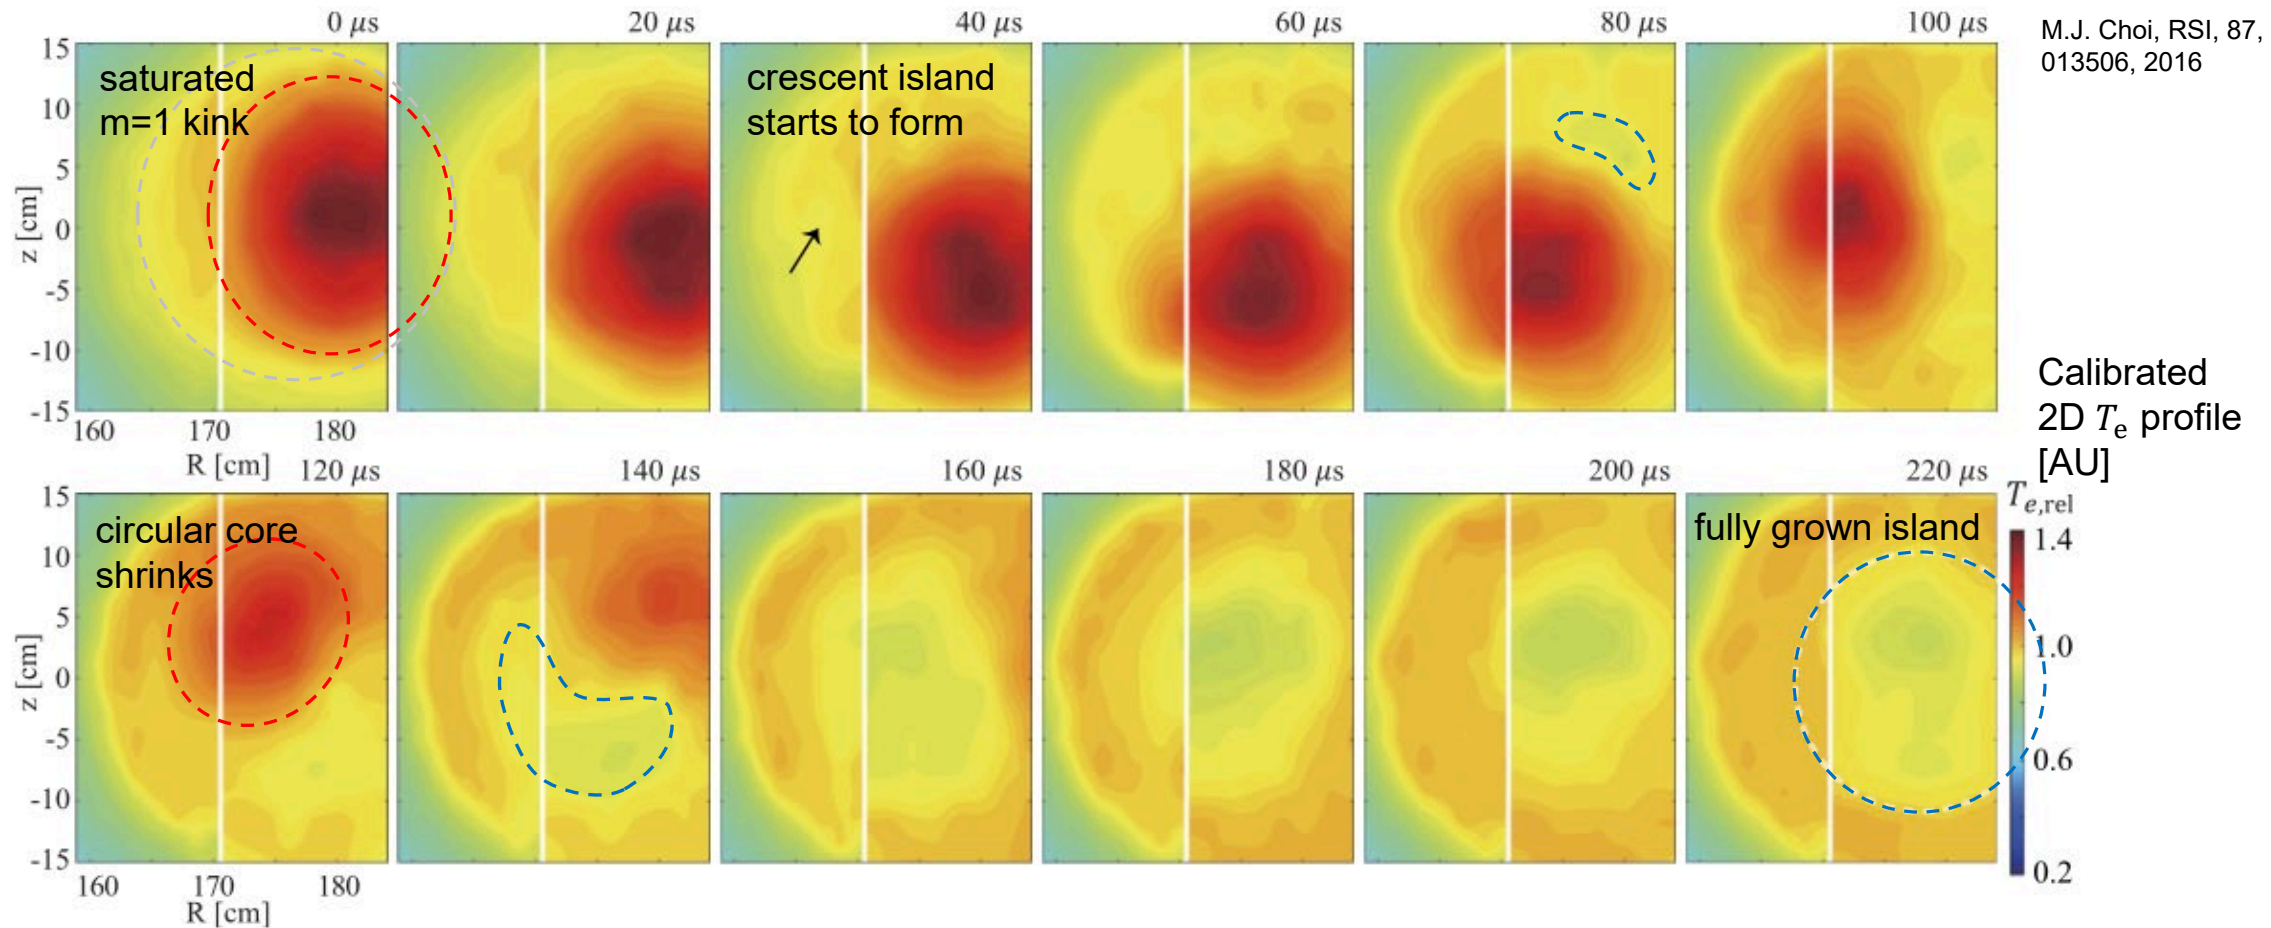 0 μs
20 μs
40 μs
60 μs
80 μs
100 μs
M.J. Choi, RSI, 87,
013506, 2016
saturated
m=1 kink
crescent island
starts to form
15
10
5
0
-5
-10
-15
z [cm]
160 170 180
R [cm]
Calibrated
2D Te profile
[AU]
120 μs
140 μs
160 μs
180 μs
200 μs
220 μs
circular core
shrinks
fully grown island
15
10
5
0
-5
-10
-15
z [cm]
160 170 180
R [cm]
Te,rel
1.4
1.0
0.6
0.2